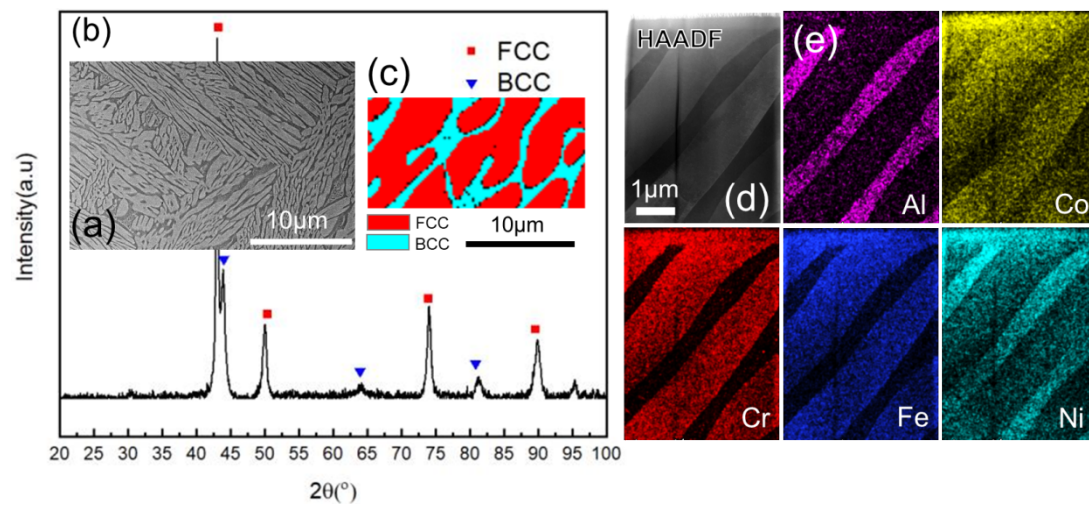 (b)
FCC
BCC
(c)
10μm
(a)
FCC
BCC
10μm
Intensity(a.u)
20 25 30 35 40 45 50 55 60 65 70 75 80 85 90 95 100
2θ(°)
HAADF
1μm
(d)
(e)
Al
Co
Cr
Fe
Ni